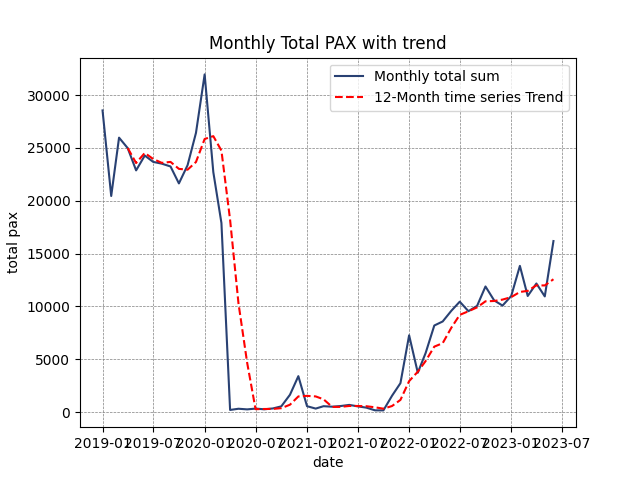 Monthly Total PAX with trend
Monthly total sum
12-Month time series Trend
30000
25000
20000
15000
10000
5000
0
total pax
2019-01 2019-07 2020-01 2020-07 2021-01 2021-07 2022-01 2022-07 2023-01 2023-07
date